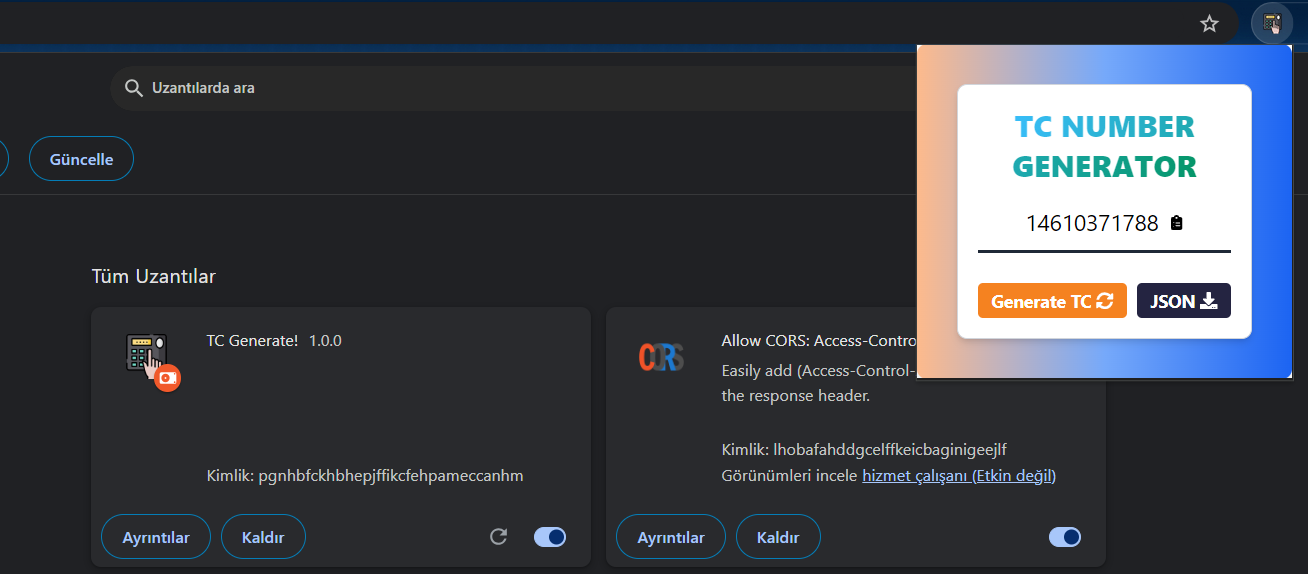 Uzantılarda ara
Güncelle
Tüm Uzantılar
TC Generate! 1.0.0
Kimlik: pgnhbfckhbhepjffikcfehpameccanhm
Ayrıntılar
Kaldır
CORS
Allow CORS: Access-Contro
Easily add (Access-Control-
the response header.
Kimlik: lhobafahddgcelffkeicbaginigeejlf
Görünümleri incele hizmet çalışanı (Etkin değil)
Ayrıntılar
Kaldır
TC NUMBER
GENERATOR
14610371788
Generate TC
JSON